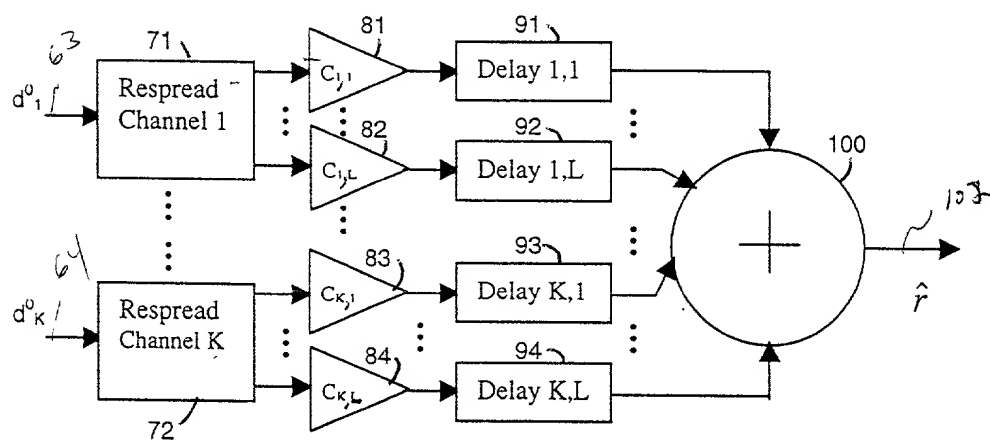 63
71
81
91
d⁰₁
Respread
Channel 1
C₁,₁
Delay 1,1
82
92
C₁,L
Delay 1,L
100
+
64
83
93
d⁰K
Respread
Channel K
CK,1
Delay K,1
r̂
84
94
CK,L
Delay K,L
72